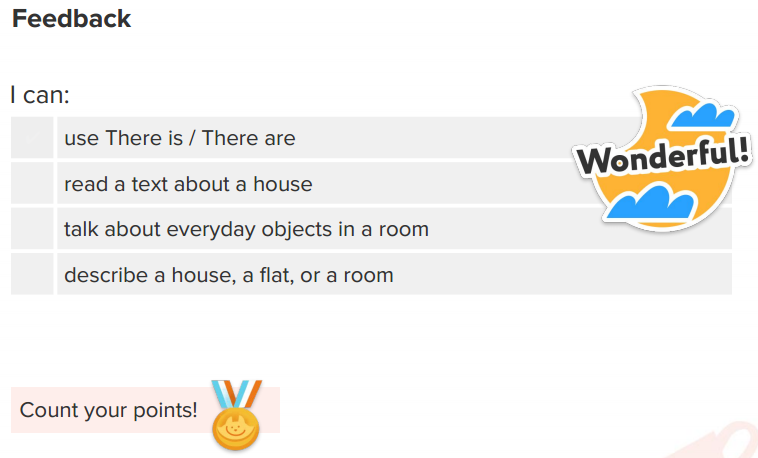 Feedback
I can:
use There is / There are
read a text about a house
Wonderful!
talk about everyday objects in a room
describe a house, a flat, or a room
Count your points!